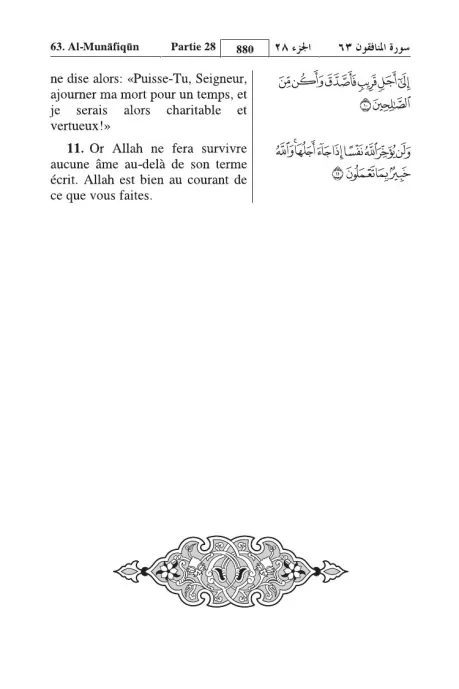 63. Al-Munāfiqūn Partie 28 880 الجزء ٢٨ سورة المنافقون ٦٣
ne dise alors: «Puisse-Tu, Seigneur,
ajourner ma mort pour un temps, et
je serais alors charitable et
vertueux!»
11. Or Allah ne fera survivre
aucune âme au-delà de son terme
écrit. Allah est bien au courant de
ce que vous faites.
إِلَىٰٓ أَجَلٖ قَرِيبٖ فَأَصَّدَّقَ وَأَكُن مِّنَ
ٱلصَّٰلِحِينَ ١٠
وَلَن يُؤَخِّرَ ٱللَّهُ نَفۡسًا إِذَا جَآءَ أَجَلُهَاۚ وَٱللَّهُ
خَبِيرُۢ بِمَا تَعۡمَلُونَ ١١